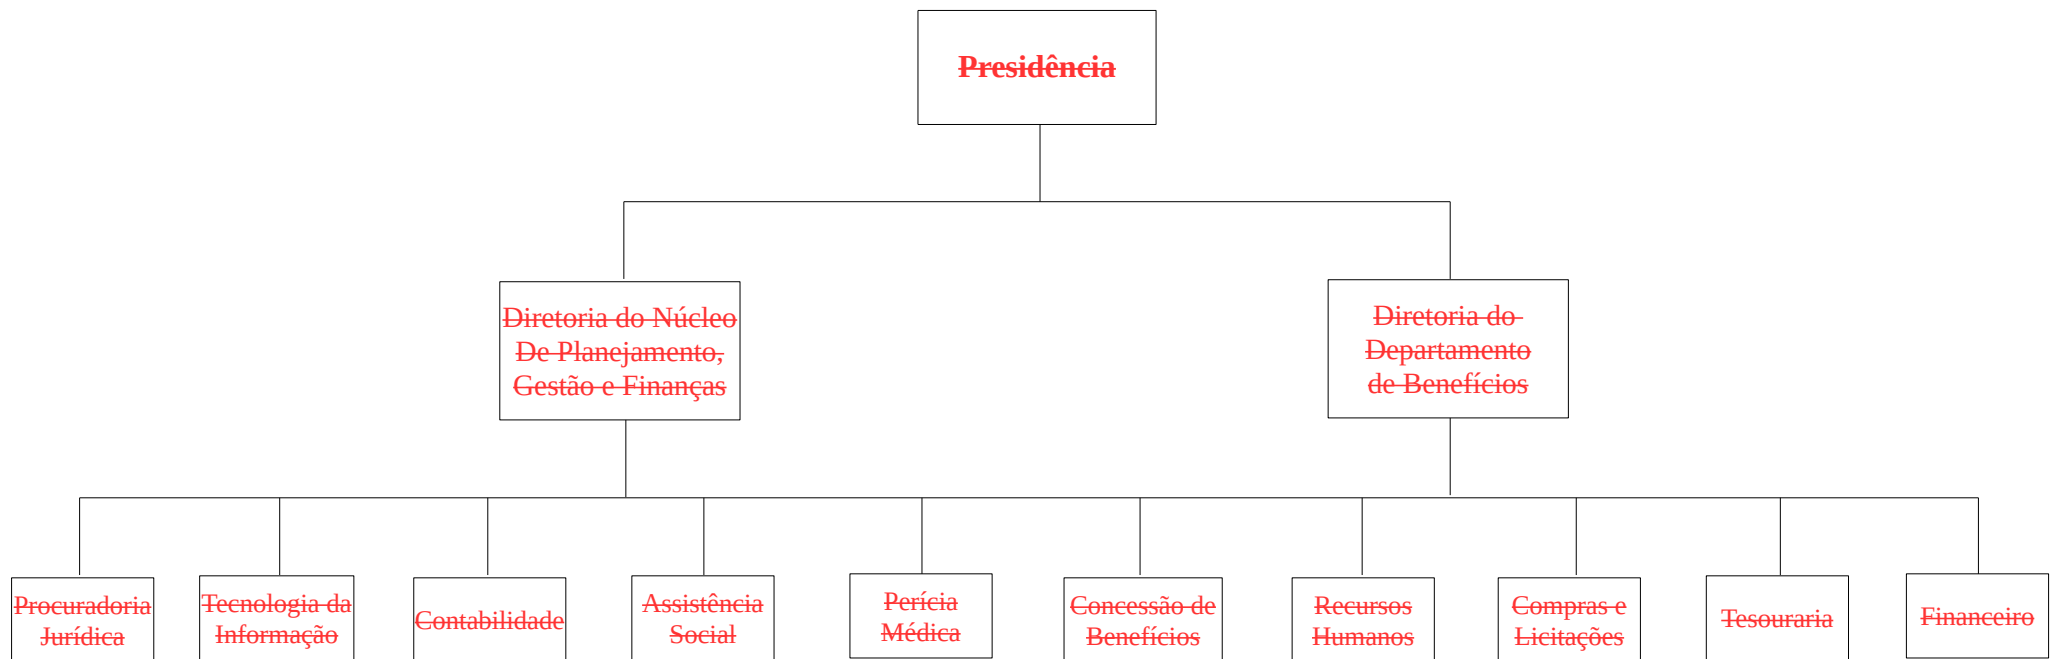 Presidência
Diretoria do Núcleo
De Planejamento,
Gestão e Finanças
Diretoria do
Departamento
de Benefícios
Procuradoria
Jurídica
Tecnologia da
Informação
Contabilidade
Assistência
Social
Perícia
Médica
Concessão de
Benefícios
Recursos
Humanos
Compras e
Licitações
Tesouraria
Financeiro